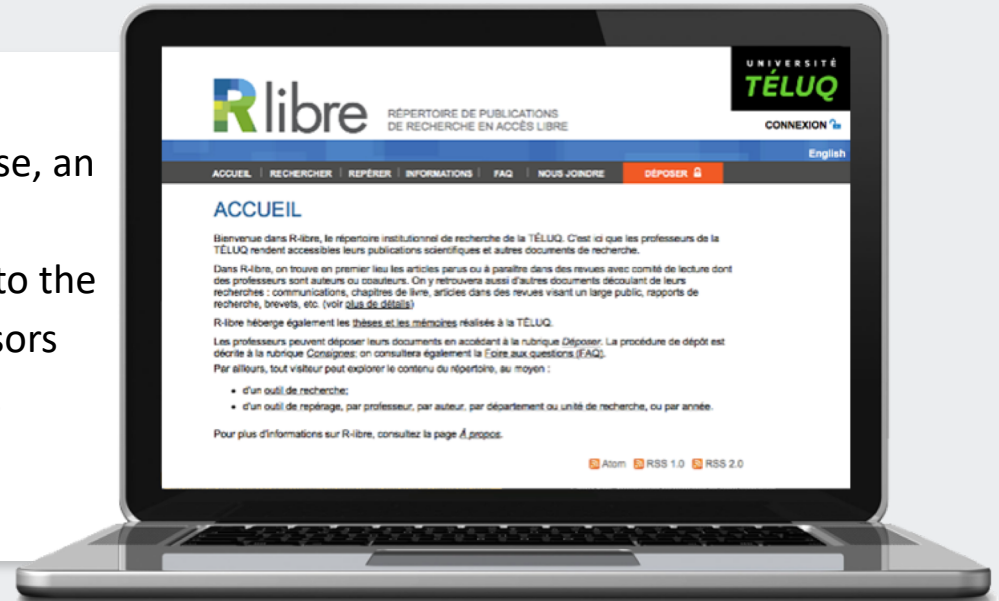 se, an
to the
sors
UNIVERSITÉ
TÉLUQ
Rlibre
RÉPERTOIRE DE PUBLICATIONS
DE RECHERCHE EN ACCÈS LIBRE
CONNEXION
English
ACCUEIL | RECHERCHER | REPÉRER | INFORMATIONS | FAQ | NOUS JOINDRE DÉPOSER
ACCUEIL
Bienvenue dans R-libre, le répertoire institutionnel de recherche de la TÉLUQ. C'est ici que les professeurs de la
TÉLUQ rendent accessibles leurs publications scientifiques et autres documents de recherche.
Dans R-libre, on trouve en premier lieu les articles parus ou à paraître dans des revues avec comité de lecture dont
des professeurs sont auteurs ou coauteurs. On y retrouvera aussi d'autres documents découlant de leurs
recherches : communications, chapitres de livre, articles dans des revues visant un large public, rapports de
recherche, brevets, etc. (voir plus de détails)
R-libre héberge également les thèses et les mémoires réalisés à la TÉLUQ.
Les professeurs peuvent déposer leurs documents en accédant à la rubrique Déposer. La procédure de dépôt est
décrite à la rubrique Consignes; on consultera également la Foire aux questions (FAQ).
Par ailleurs, tout visiteur peut explorer le contenu du répertoire, au moyen :
• d'un outil de recherche;
• d'un outil de repérage, par professeur, par auteur, par département ou unité de recherche, ou par année.
Pour plus d'informations sur R-libre, consultez la page À propos.
Atom RSS 1.0 RSS 2.0